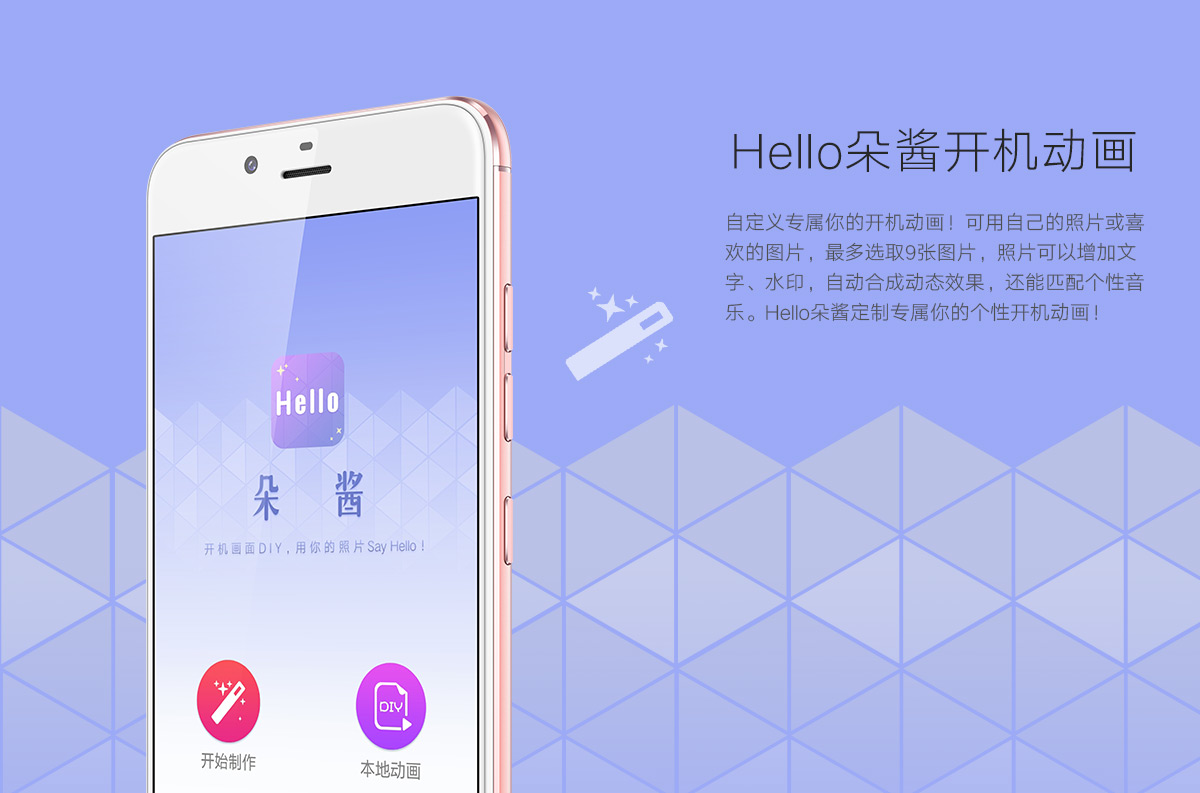 Hello朵酱开机动画
自定义专属你的开机动画！可用自己的照片或喜
欢的图片，最多选取9张图片，照片可以增加文
字、水印，自动合成动态效果，还能匹配个性音
乐。Hello朵酱定制专属你的个性开机动画！
Hello
朵 酱
开机画面DIY，用你的照片Say Hello！
DIY
开始制作
本地动画